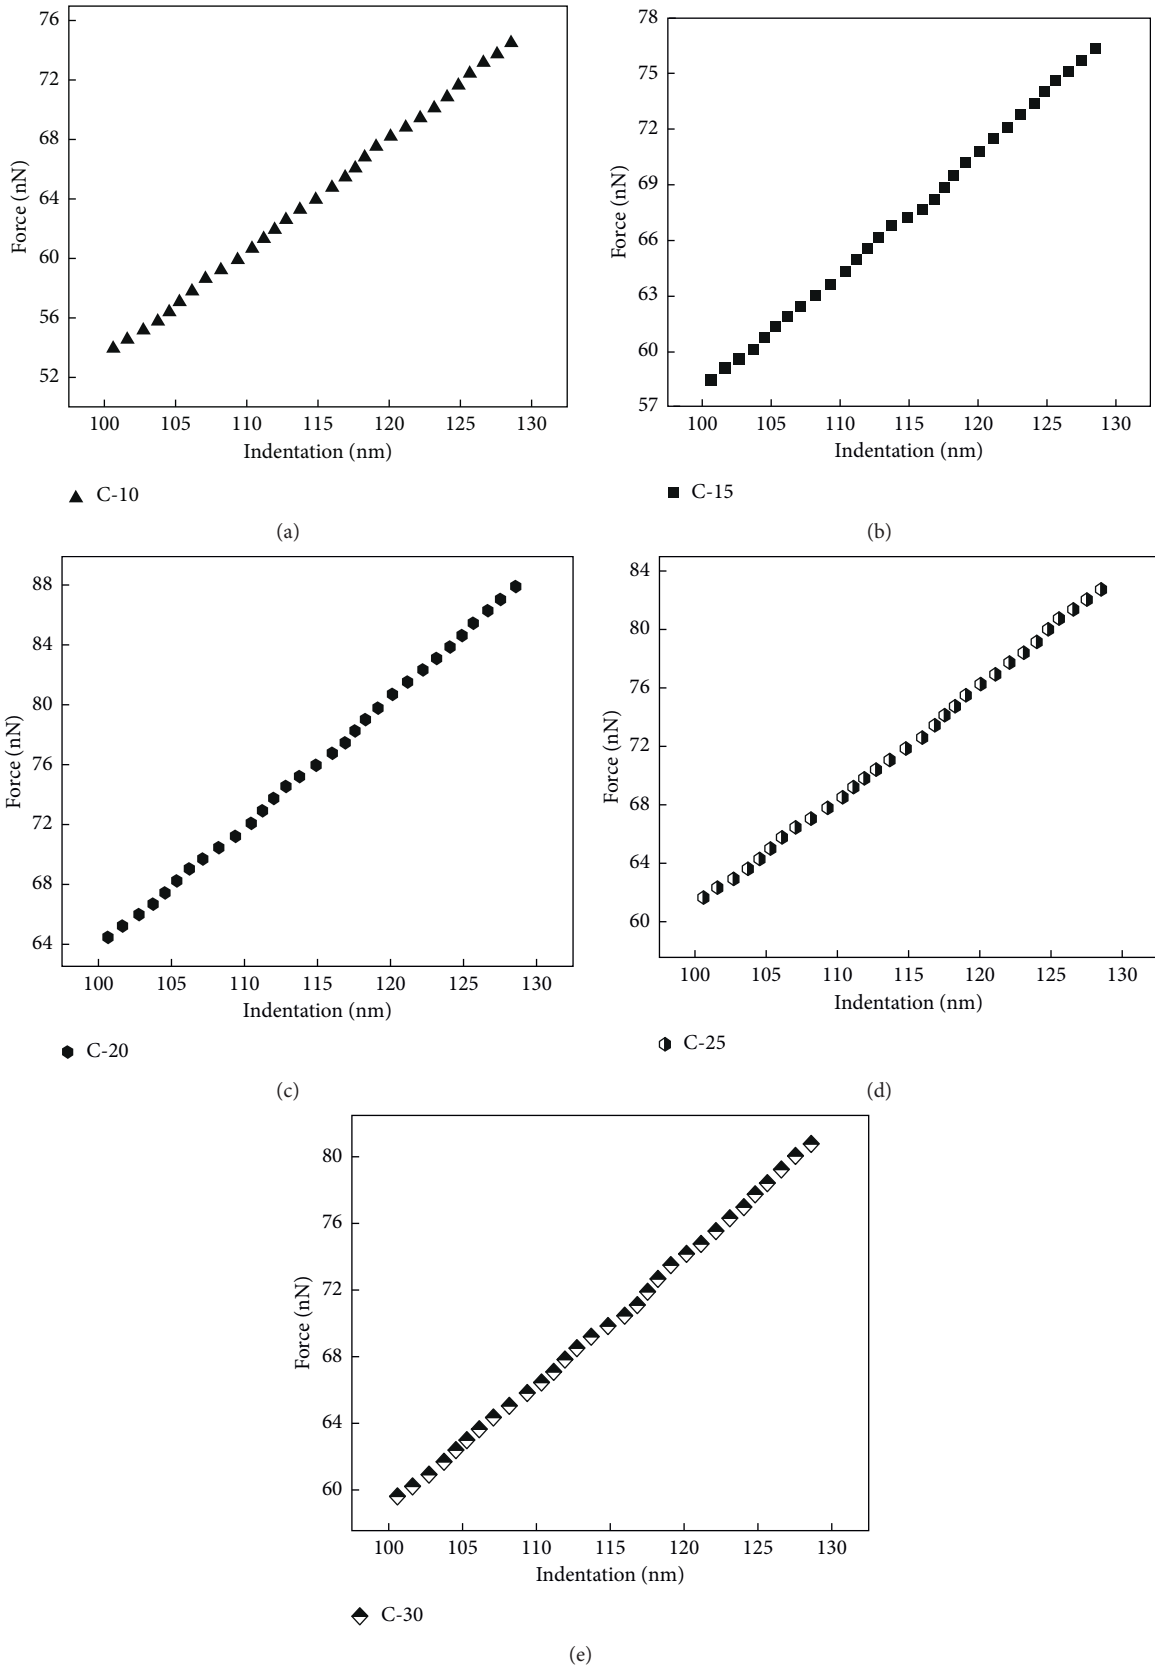 76
72
68
64
60
56
52
Force (nN)
100 105 110 115 120 125 130
Indentation (nm)
C-10
(a)
78
75
72
69
66
63
60
57
Force (nN)
100 105 110 115 120 125 130
Indentation (nm)
C-15
(b)
88
84
80
76
72
68
64
Force (nN)
100 105 110 115 120 125 130
Indentation (nm)
C-20
(c)
84
80
76
72
68
64
60
Force (nN)
100 105 110 115 120 125 130
Indentation (nm)
C-25
(d)
80
76
72
68
64
60
Force (nN)
100 105 110 115 120 125 130
Indentation (nm)
C-30
(e)